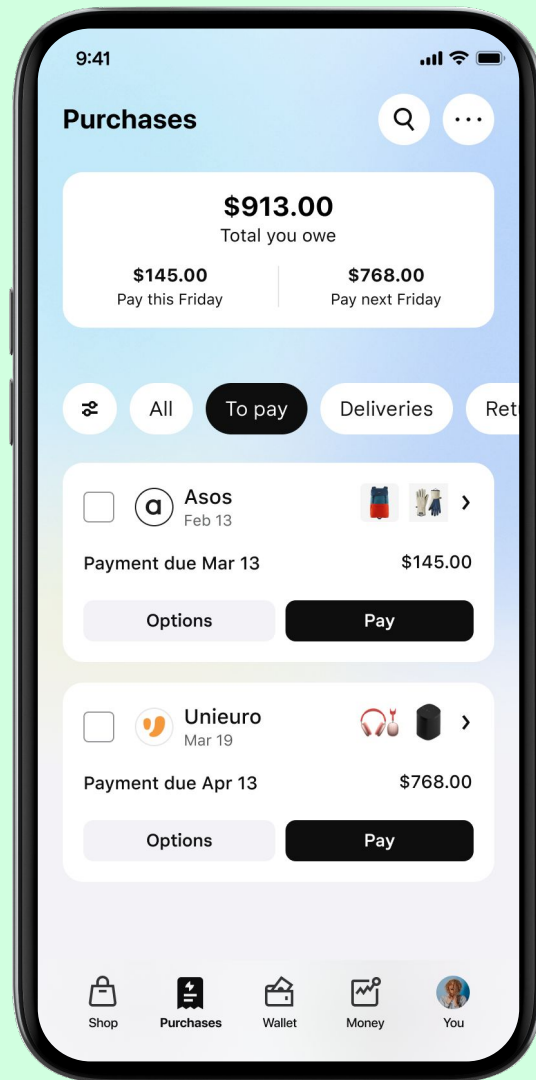 9:41
Purchases
$913.00
Total you owe
$145.00 $768.00
Pay this Friday Pay next Friday
All To pay Deliveries Retu
Asos
Feb 13
Payment due Mar 13 $145.00
Options Pay
Unieuro
Mar 19
Payment due Apr 13 $768.00
Options Pay
Shop Purchases Wallet Money You